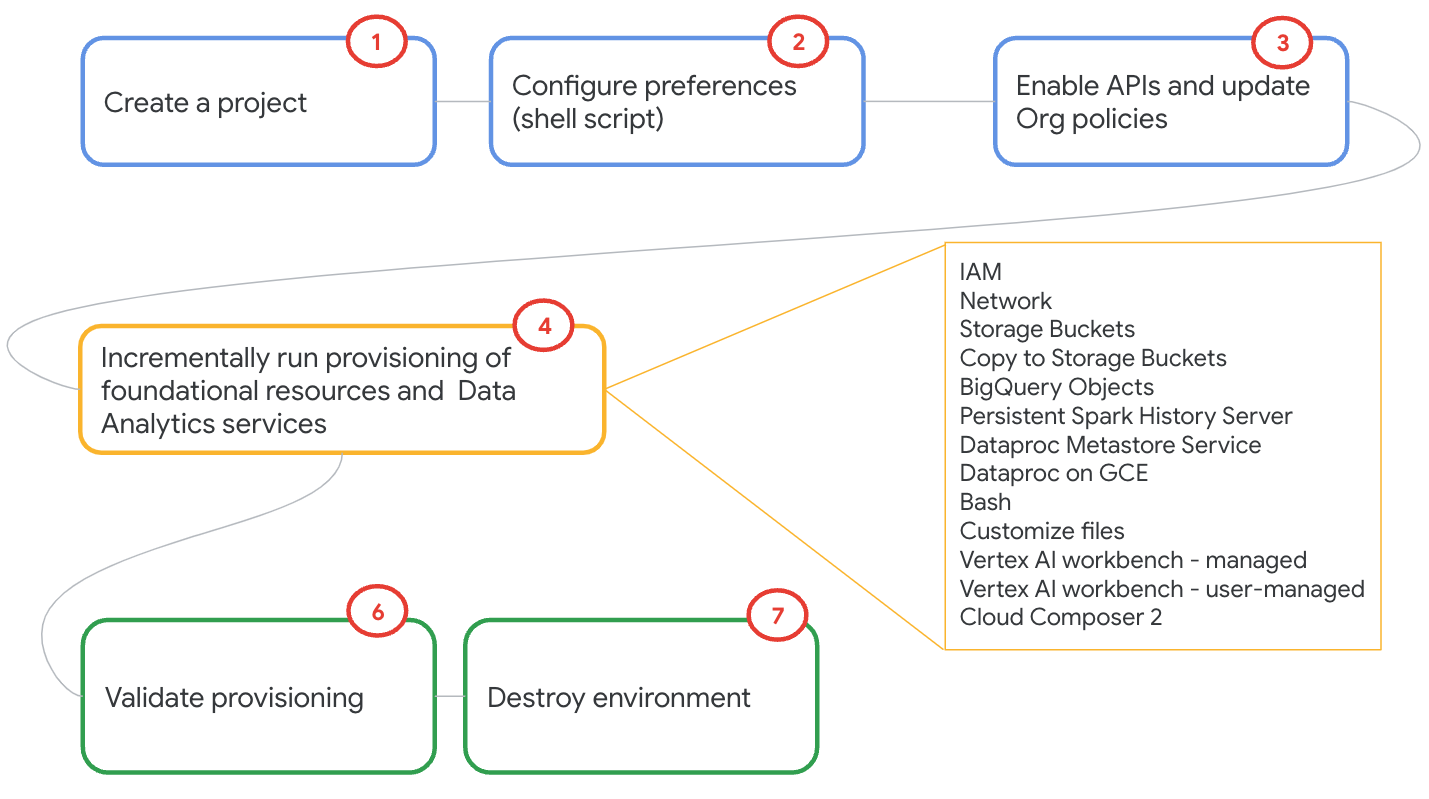 1
Create a project
2
Configure preferences
(shell script)
3
Enable APIs and update
Org policies
4
Incrementally run provisioning of
foundational resources and  Data
Analytics services
IAM
Network
Storage Buckets
Copy to Storage Buckets
BigQuery Objects
Persistent Spark History Server
Dataproc Metastore Service
Dataproc on GCE
Bash
Customize files
Vertex AI workbench - managed
Vertex AI workbench - user-managed
Cloud Composer 2
6
Validate provisioning
7
Destroy environment